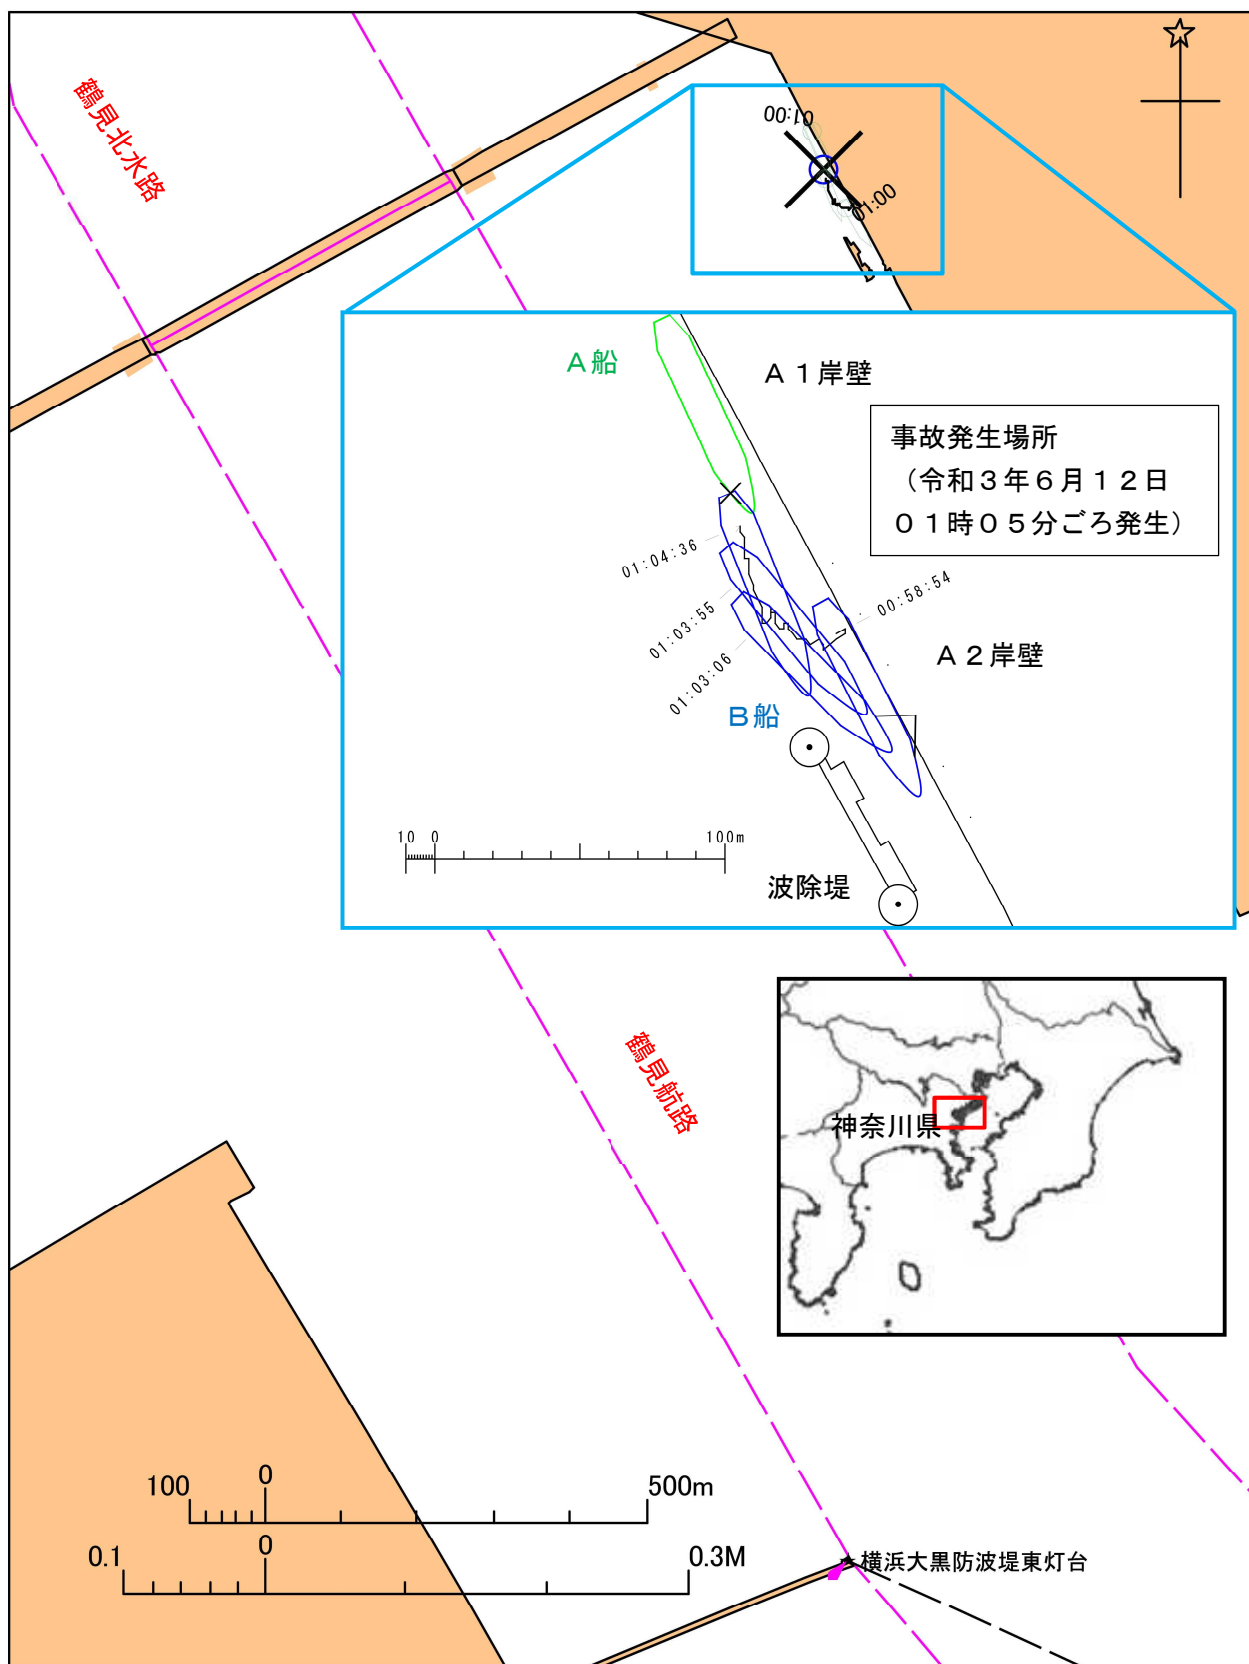 鶴見北水路
01:00
01:00
A船
A1岸壁
事故発生場所
(令和3年6月12日
01時05分ごろ発生)
01:04:36
01:03:55
01:03:06
00:58:54
A2岸壁
B船
10 0 100m
波除堤
鶴見航路
神奈川県
100 0 500m
0.1 0 0.3M
横浜大黒防波堤東灯台